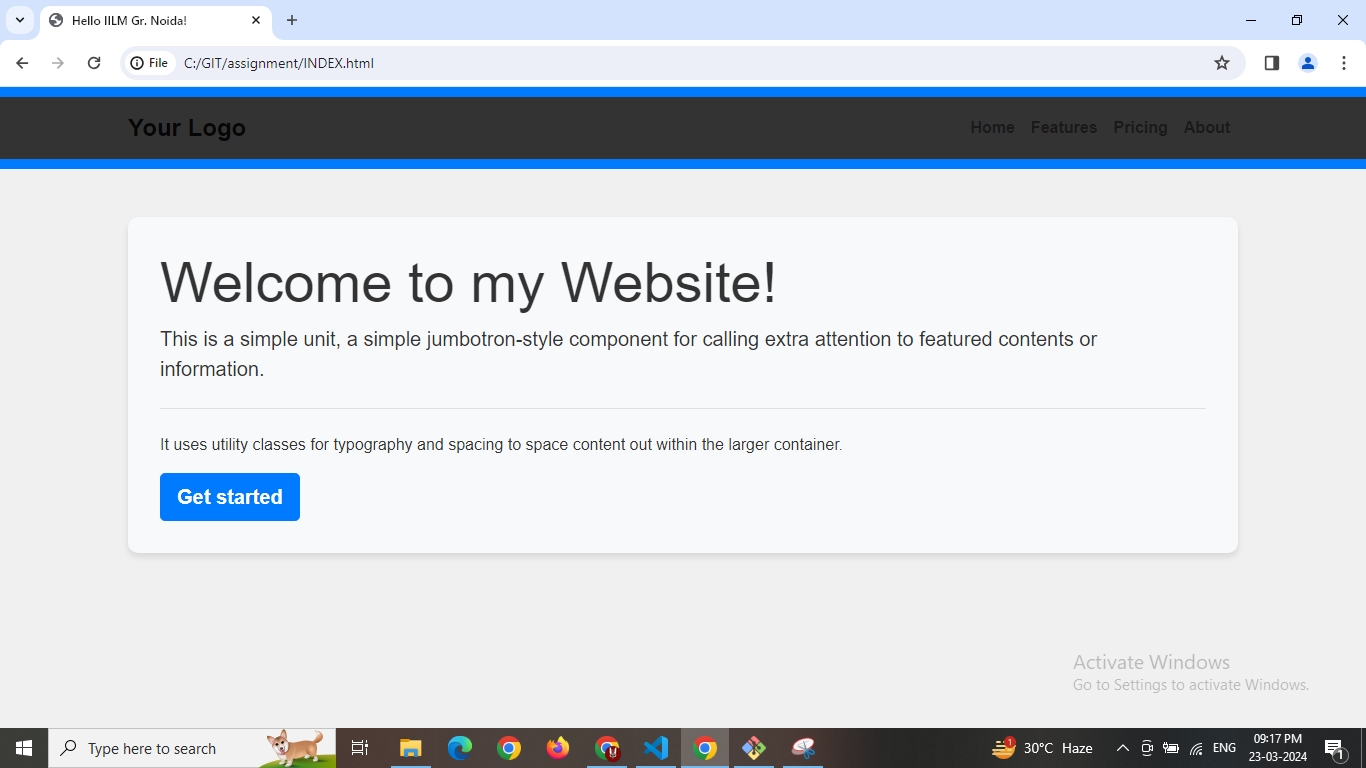 Hello IILM Gr. Noida!
File C:/GIT/assignment/INDEX.html
Your Logo Home Features Pricing About
Welcome to my Website!
This is a simple unit, a simple jumbotron-style component for calling extra attention to featured contents or
information.
It uses utility classes for typography and spacing to space content out within the larger container.
Get started
Activate Windows
Go to Settings to activate Windows.
Type here to search
1
30°C Haze
ENG
09:17 PM
23-03-2024
1